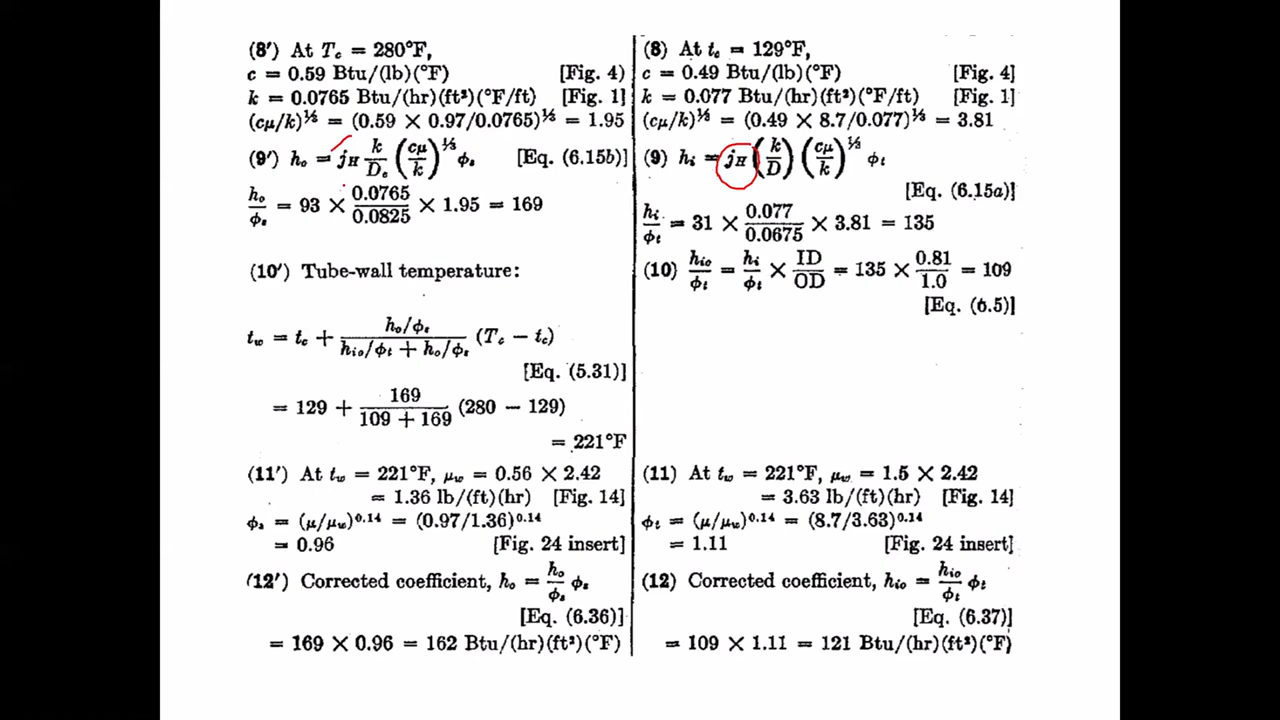 (8′) At T_c = 280°F,
c = 0.59 Btu/(lb)(°F) [Fig. 4)
k = 0.0765 Btu/(hr)(ft²)(°F/ft) [Fig. 1]
(cμ/k)^⅓ = (0.59 × 0.97/0.0765)^⅓ = 1.95
(9′) h_o = j_H k/D_e (cμ/k)^⅓ φ_s [Eq. (6.15b)]
h_o/φ_s = 93 × 0.0765/0.0825 × 1.95 = 169
(10′) Tube-wall temperature:
t_w = t_c + (h_o/φ_s)/(h_io/φ_t + h_o/φ_s) (T_c − t_c)
[Eq. (5.31)]
= 129 + 169/(109 + 169) (280 − 129)
= 221°F
(11′) At t_w = 221°F, μ_w = 0.56 × 2.42
= 1.36 lb/(ft)(hr) [Fig. 14]
φ_s = (μ/μ_w)^0.14 = (0.97/1.36)^0.14
= 0.96 [Fig. 24 insert]
(12′) Corrected coefficient, h_o = h_o/φ_s φ_s
[Eq. (6.36)]
= 169 × 0.96 = 162 Btu/(hr)(ft²)(°F)
(8) At t_c = 129°F,
c = 0.49 Btu/(lb)(°F) [Fig. 4]
k = 0.077 Btu/(hr)(ft²)(°F/ft) [Fig. 1]
(cμ/k)^⅓ = (0.49 × 8.7/0.077)^⅓ = 3.81
(9) h_i = j_H (k/D) (cμ/k)^⅓ φ_t
[Eq. (6.15a)]
h_i/φ_t = 31 × 0.077/0.0675 × 3.81 = 135
(10) h_io/φ_t = h_i/φ_t × ID/OD = 135 × 0.81/1.0 = 109
[Eq. (6.5)]
(11) At t_w = 221°F, μ_w = 1.5 × 2.42
= 3.63 lb/(ft)(hr) [Fig. 14]
φ_t = (μ/μ_w)^0.14 = (8.7/3.63)^0.14
= 1.11 [Fig. 24 insert]
(12) Corrected coefficient, h_io = h_io/φ_t φ_t
[Eq. (6.37)]
= 109 × 1.11 = 121 Btu/(hr)(ft²)(°F)